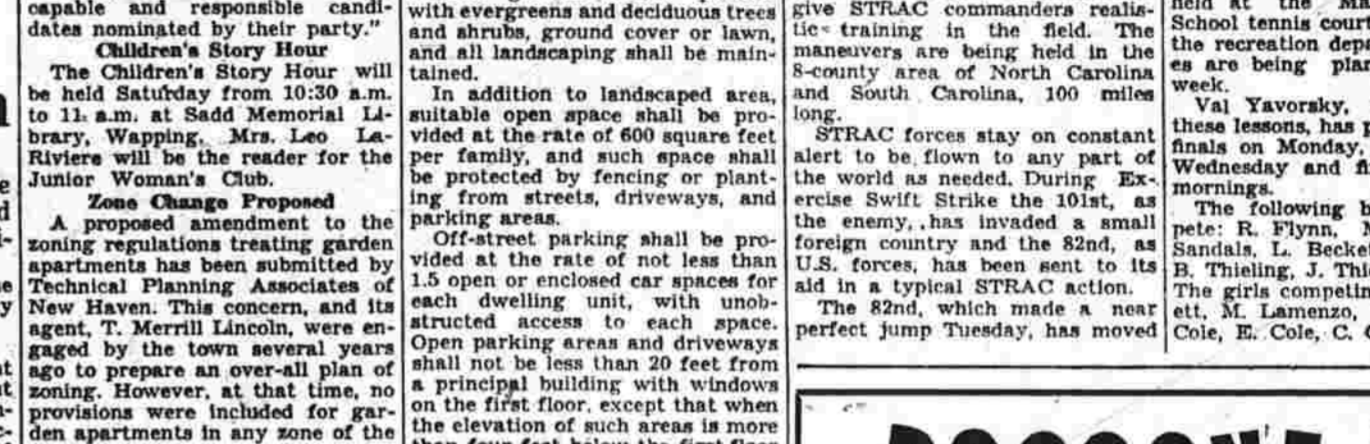 capable and responsible candi-
dates nominated by their party."
Children's Story Hour
The Children's Story Hour will
be held Saturday from 10:30 a.m.
to 11 a.m. at Sadd Memorial Li-
brary, Wapping. Mrs. Leo La-
Riviere will be the reader for the
Junior Woman's Club.
Zone Change Proposed
A proposed amendment to the
zoning regulations treating garden
apartments has been submitted by
Technical Planning Associates of
New Haven. This concern, and its
agent, T. Merrill Lincoln, were en-
gaged by the town several years
ago to prepare an over-all plan of
zoning. However, at that time, no
provisions were included for gar-
den apartments in any zone of the
with evergreens and deciduous trees
and shrubs, ground cover or lawn,
and all landscaping shall be main-
tained.
In addition to landscaped area,
suitable open space shall be pro-
vided at the rate of 600 square feet
per family, and such space shall
be protected by fencing or plant-
ing from streets, driveways, and
parking areas.
Off-street parking shall be pro-
vided at the rate of not less than
1.5 open or enclosed car spaces for
each dwelling unit, with unob-
structed access to each space.
Open parking areas and driveways
shall not be less than 20 feet from
a principal building with windows
on the first floor, except that when
the elevation of such areas is more
than four feet below the first floor
give STRAC commanders realis-
tic training in the field. The
maneuvers are being held in the
8-county area of North Carolina
and South Carolina, 100 miles
long.
STRAC forces stay on constant
alert to be flown to any part of
the world as needed. During Ex-
ercise Swift Strike the 101st, as
the enemy, has invaded a small
foreign country and the 82nd, as
U.S. forces, has been sent to its
aid in a typical STRAC action.
The 82nd, which made a near
perfect jump Tuesday, has moved
held at the
School tennis
the recreation
es are being
week.
Val Yavorsky,
these lessons, has
finals on Monday,
Wednesday and
mornings.
The following
pete: R. Flynn,
Sandals, L.
B. Thieling, J.
The girls
ett, M. Lamenzo,
Cole, E. Cole, C.